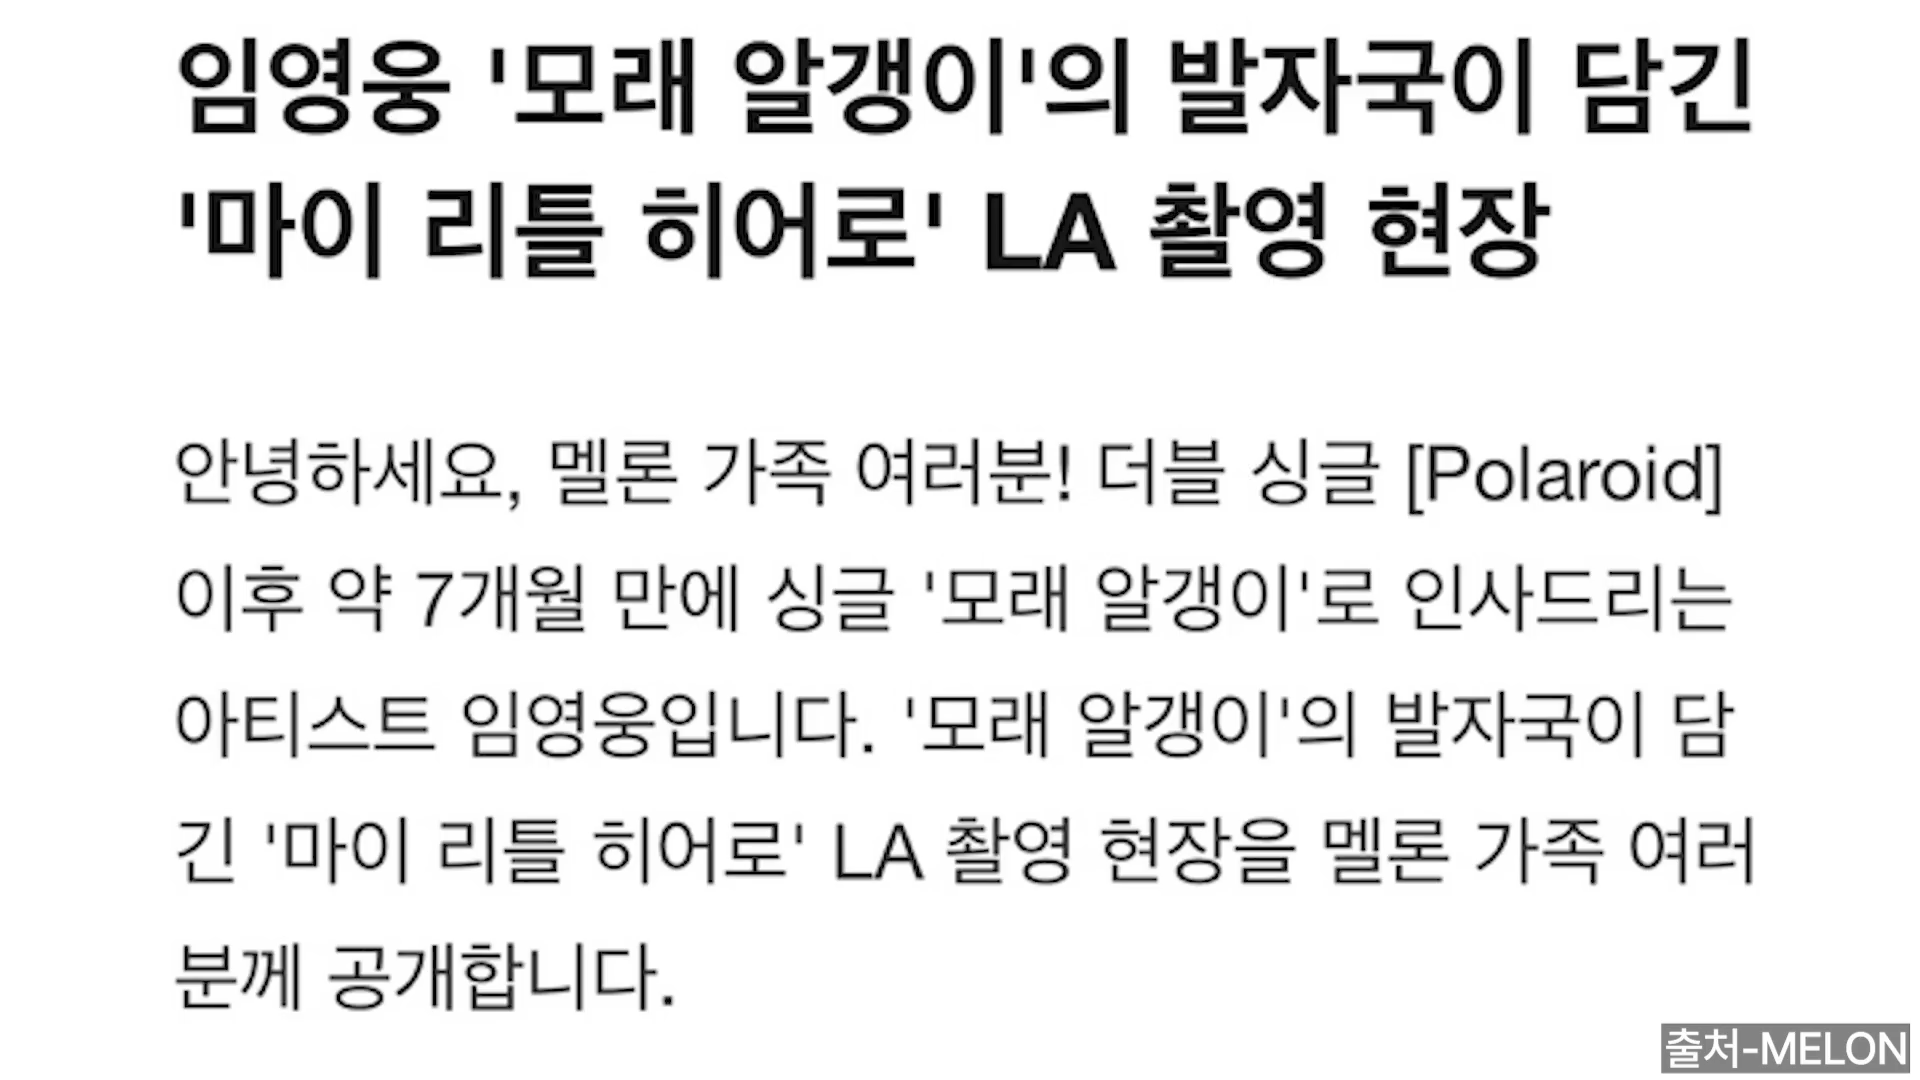 임영웅 '모래 알갱이'의 발자국이 담긴
'마이 리틀 히어로' LA 촬영 현장
안녕하세요, 멜론 가족 여러분! 더블 싱글 [Polaroid]
이후 약 7개월 만에 싱글 '모래 알갱이'로 인사드리는
아티스트 임영웅입니다. '모래 알갱이'의 발자국이 담
긴 '마이 리틀 히어로' LA 촬영 현장을 멜론 가족 여러
분께 공개합니다.
출처-MELON